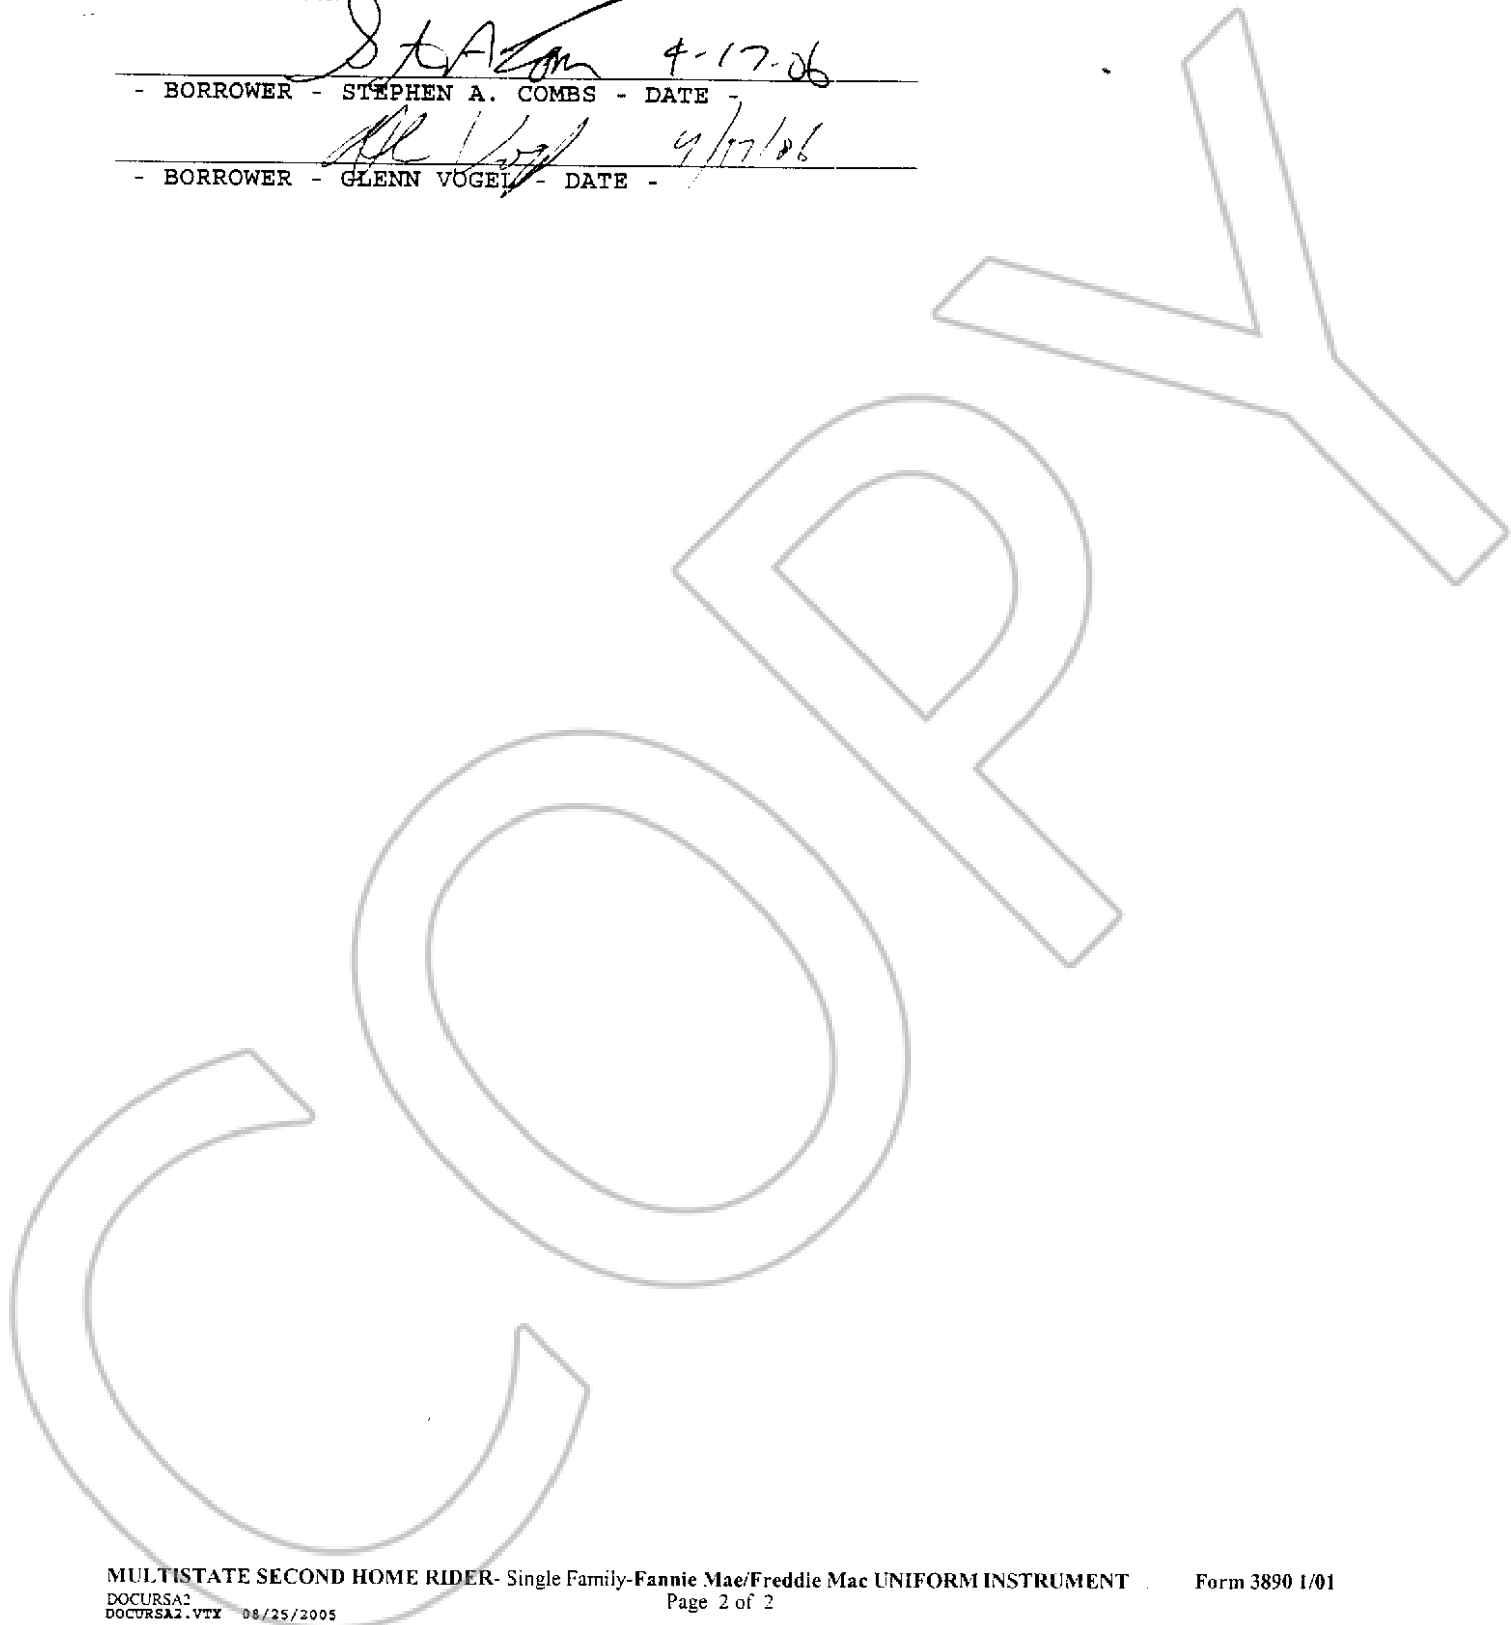 4-17-06
- BORROWER - STEPHEN A. COMBS - DATE -
4/17/06
- BORROWER - GLENN VOGEL - DATE -
COPY
MULTISTATE SECOND HOME RIDER- Single Family-Fannie Mae/Freddie Mac UNIFORM INSTRUMENT Form 3890 1/01
DOCURSA2 Page 2 of 2
DOCURSA2.VTX 08/25/2005